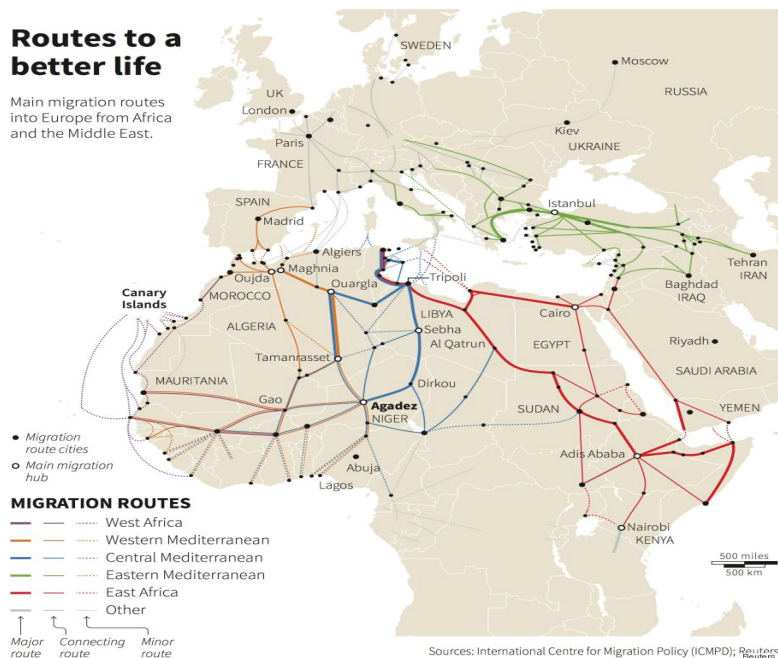 Routes to a
better life
Main migration routes
into Europe from Africa
and the Middle East.
SWEDEN
Moscow
RUSSIA
UK
London
Kiev
UKRAINE
Paris
FRANCE
SPAIN
Madrid
Istanbul
Algiers
Maghnia
Oujda
Ouargla
Tripoli
Tehran
IRAN
Baghdad
IRAQ
Canary
Islands
MOROCCO
LIBYA
Cairo
ALGERIA
Sebha
Al Qatrun
EGYPT
Riyadh
Tamanrasset
SAUDI ARABIA
MAURITANIA
Dirkou
Gao
Agadez
NIGER
SUDAN
YEMEN
Abuja
Lagos
Adis Ababa
Nairobi
KENYA
Migration
route cities
Main migration
hub
MIGRATION ROUTES
West Africa
Western Mediterranean
Central Mediterranean
Eastern Mediterranean
East Africa
Other
Major
route
Connecting
route
Minor
route
500 miles
500 km
Sources: International Centre for Migration Policy (ICMPD); Reuters
Reuters